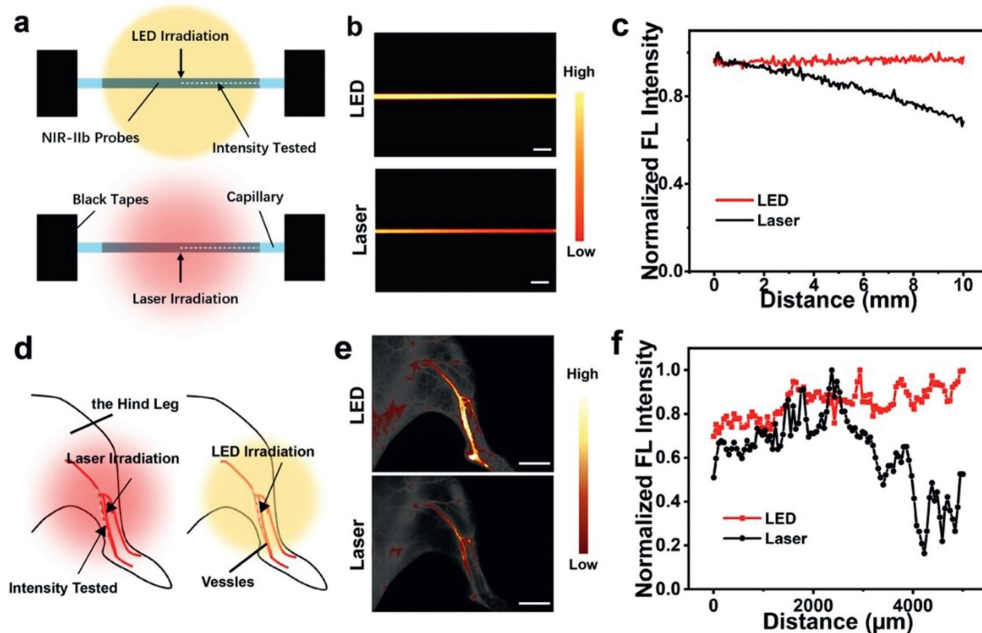 a
LED Irradiation
NIR-IIb Probes
Intensity Tested
Black Tapes
Capillary
Laser Irradiation
b
LED
Laser
High
Low
c
Normalized FL Intensity
0.8
0.4
0.0
LED
Laser
0 2 4 6 8 10
Distance (mm)
d
the Hind Leg
Laser Irradiation
LED Irradiation
Intensity Tested
Vessles
e
LED
Laser
High
Low
f
Normalized FL Intensity
1.0
0.8
0.6
0.4
0.2
0.0
LED
Laser
0 2000 4000
Distance (µm)